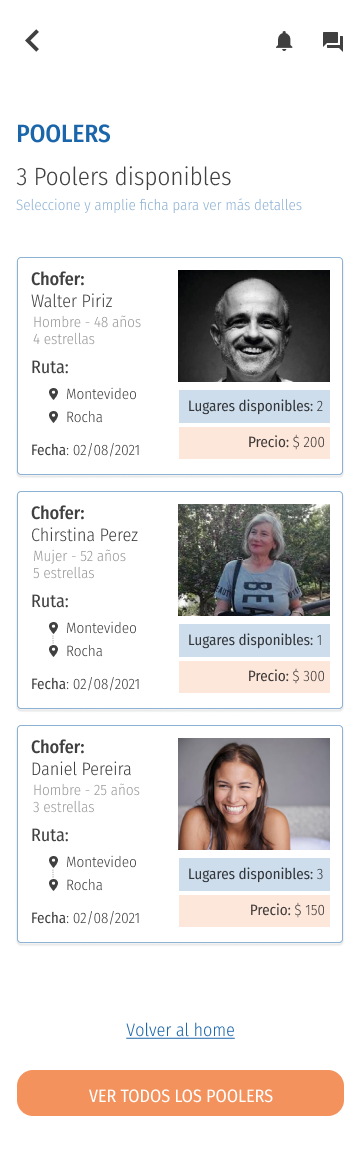 POOLERS
3 Poolers disponibles
Seleccione y amplie ficha para ver más detalles
Chofer:
Walter Piriz
Hombre - 48 años
4 estrellas
Ruta:
Montevideo
Rocha
Fecha: 02/08/2021
Lugares disponibles: 2
Precio: $ 200
Chofer:
Chirstina Perez
Mujer - 52 años
5 estrellas
Ruta:
Montevideo
Rocha
Fecha: 02/08/2021
BEA
Lugares disponibles: 1
Precio: $ 300
Chofer:
Daniel Pereira
Hombre - 25 años
3 estrellas
Ruta:
Montevideo
Rocha
Fecha: 02/08/2021
Lugares disponibles: 3
Precio: $ 150
Volver al home
VER TODOS LOS POOLERS